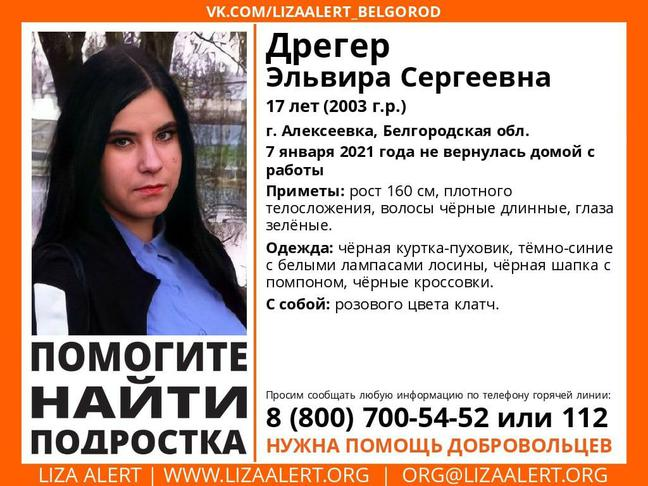 VK.COM/LIZAALERT_BELGOROD
Дрегер
Эльвира Сергеевна
17 лет (2003 г.р.)
г. Алексеевка, Белгородская обл.
7 января 2021 года не вернулась домой с
работы
Приметы: рост 160 см, плотного
телосложения, волосы чёрные длинные, глаза
зелёные.
Одежда: чёрная куртка-пуховик, тёмно-синие
с белыми лампасами лосины, чёрная шапка с
помпоном, чёрные кроссовки.
С собой: розового цвета клатч.
ПОМОГИТЕ
НАЙТИ
ПОДРОСТКА
Просим сообщать любую информацию по телефону горячей линии:
8 (800) 700-54-52 или 112
НУЖНА ПОМОЩЬ ДОБРОВОЛЬЦЕВ
LIZA ALERT | WWW.LIZAALERT.ORG | ORG@LIZAALERT.ORG